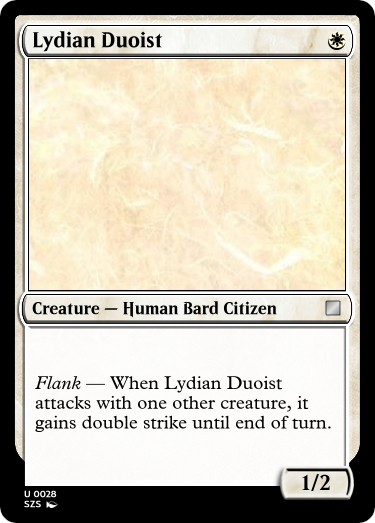 Lydian Duoist
Creature — Human Bard Citizen
Flank — When Lydian Duoist
attacks with one other creature, it
gains double strike until end of turn.
1/2
U 0028
SZS